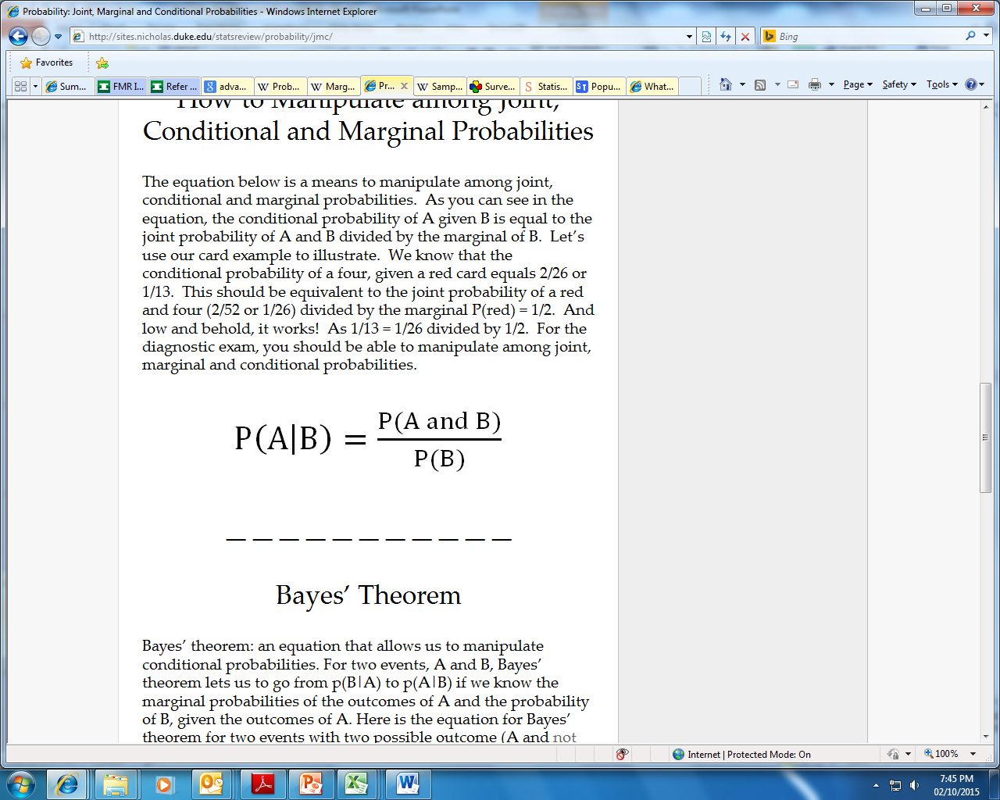 Probability: Joint, Marginal and Conditional Probabilities - Windows Internet Explorer
http://sites.nicholas.duke.edu/statsreview/probability/jmc/
Bing
Favorites
Sum...
FMR I...
Refer ...
adva...
Prob...
Marg...
Pr...
Samp...
Surve...
Statis...
Popu...
What...
Page
Safety
Tools
How to Manipulate among Joint,
Conditional and Marginal Probabilities
The equation below is a means to manipulate among joint,
conditional and marginal probabilities. As you can see in the
equation, the conditional probability of A given B is equal to the
joint probability of A and B divided by the marginal of B. Let’s
use our card example to illustrate. We know that the
conditional probability of a four, given a red card equals 2/26 or
1/13. This should be equivalent to the joint probability of a red
and four (2/52 or 1/26) divided by the marginal P(red) = 1/2. And
low and behold, it works! As 1/13 = 1/26 divided by 1/2. For the
diagnostic exam, you should be able to manipulate among joint,
marginal and conditional probabilities.
P(A|B) = P(A and B)
P(B)
— — — — — — — — — — —
Bayes’ Theorem
Bayes’ theorem: an equation that allows us to manipulate
conditional probabilities. For two events, A and B, Bayes’
theorem lets us to go from p(B|A) to p(A|B) if we know the
marginal probabilities of the outcomes of A and the probability
of B, given the outcomes of A. Here is the equation for Bayes’
theorem for two events with two possible outcome (A and not
Internet | Protected Mode: On
100%
7:45 PM
02/10/2015